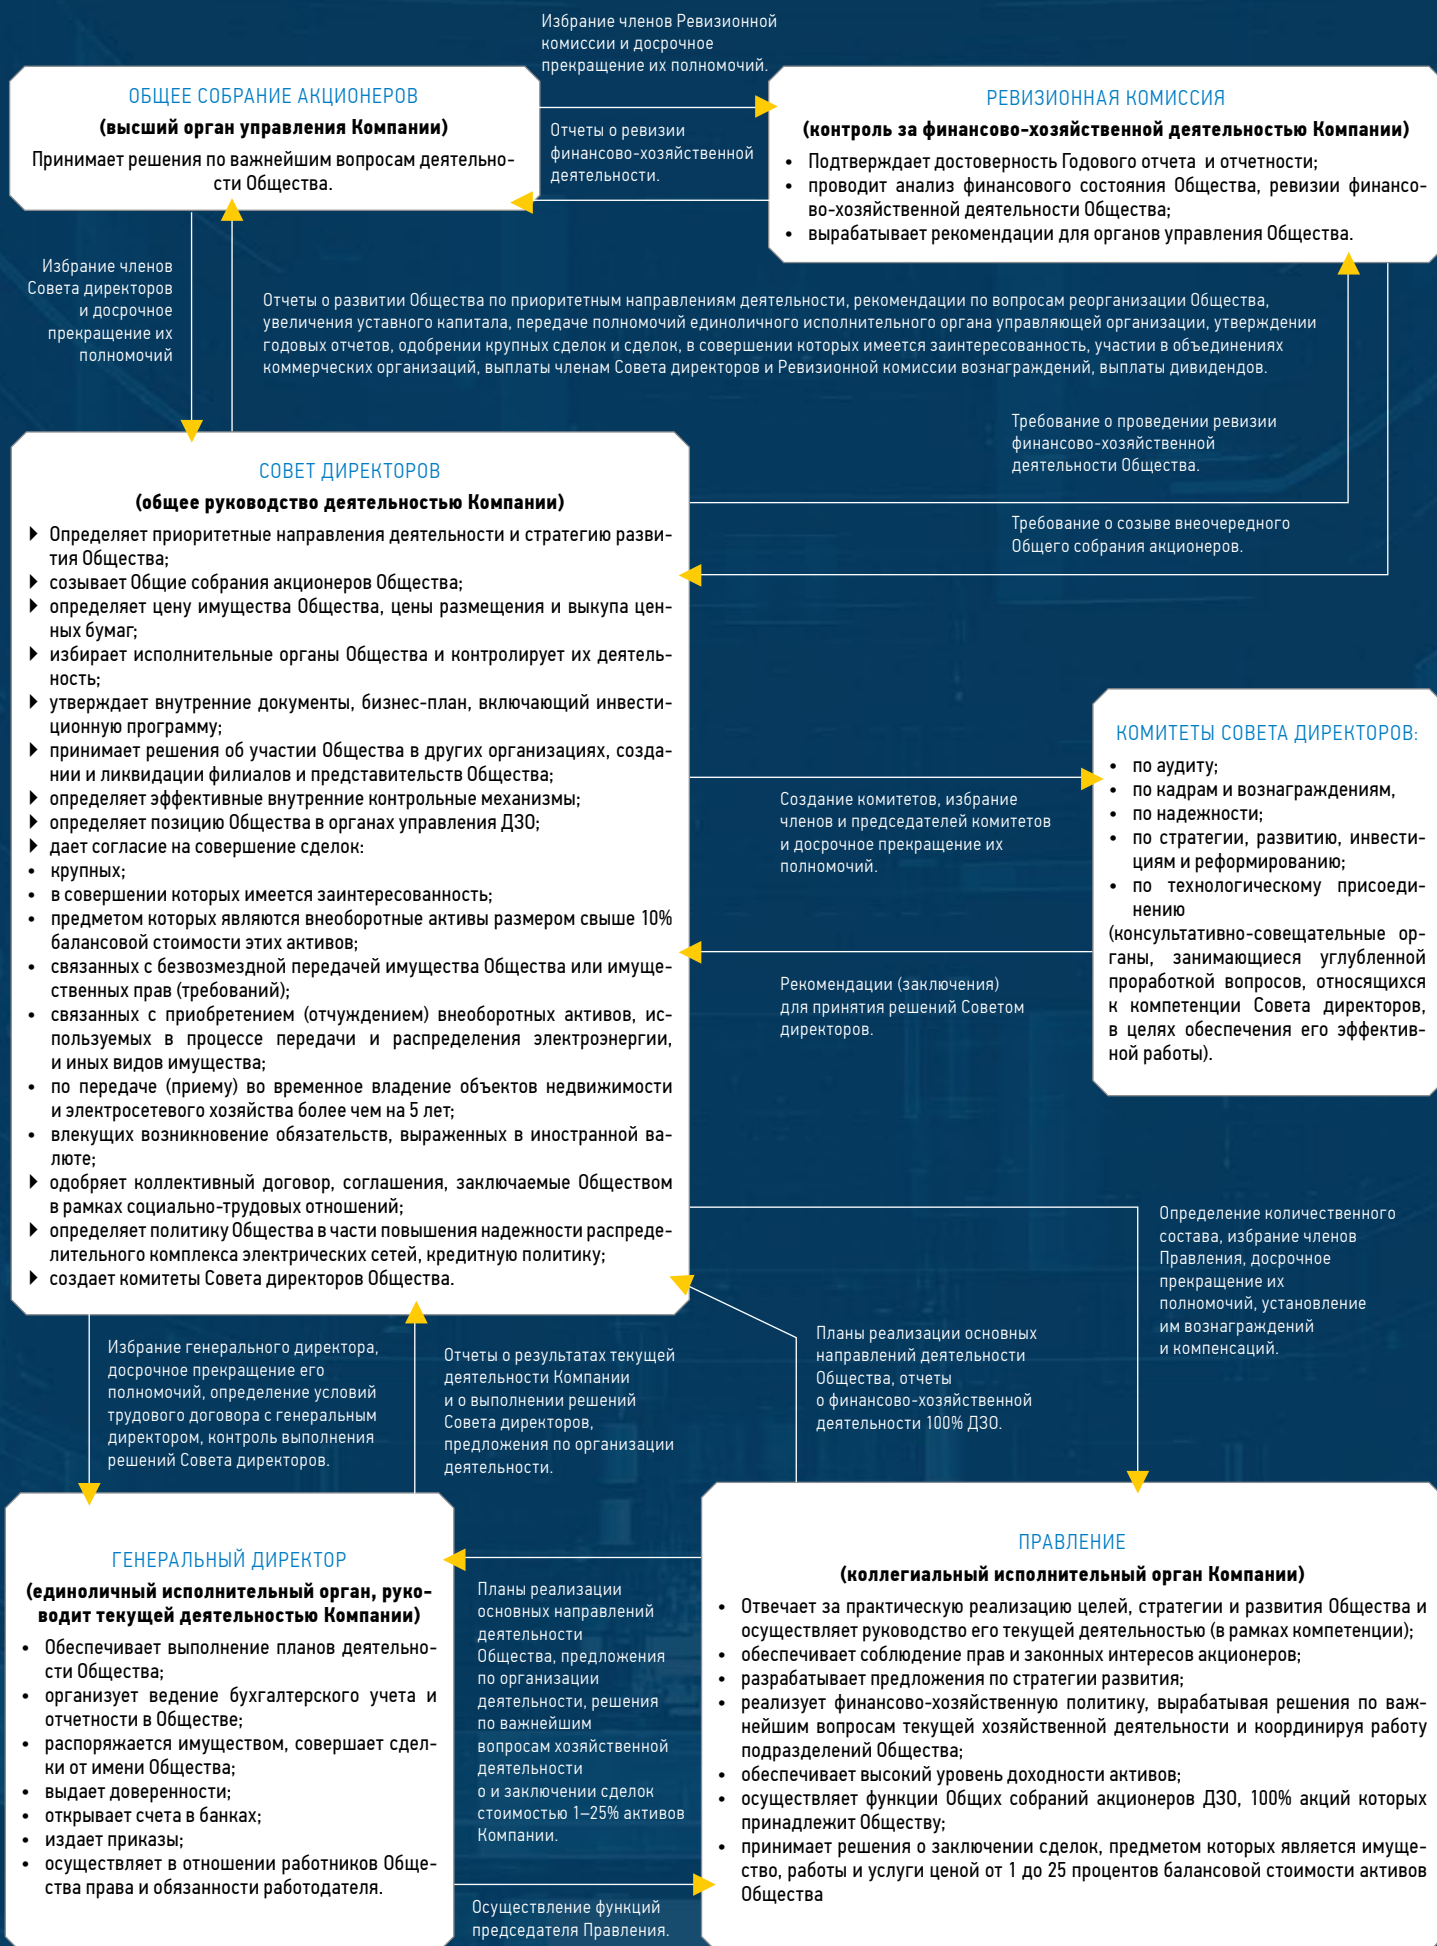 Избрание членов Ревизионной
комиссии и досрочное
прекращение их полномочий.
ОБЩЕЕ СОБРАНИЕ АКЦИОНЕРОВ
(высший орган управления Компании)
Принимает решения по важнейшим вопросам деятельно-
сти Общества.
Отчеты о ревизии
финансово-хозяйственной
деятельности.
РЕВИЗИОННАЯ КОМИССИЯ
(контроль за финансово-хозяйственной деятельностью Компании)
• Подтверждает достоверность Годового отчета и отчетности;
• проводит анализ финансового состояния Общества, ревизии финансо-
во-хозяйственной деятельности Общества;
• вырабатывает рекомендации для органов управления Общества.
Избрание членов
Совета директоров
и досрочное
прекращение их
полномочий
Отчеты о развитии Общества по приоритетным направлениям деятельности, рекомендации по вопросам реорганизации Общества,
увеличения уставного капитала, передаче полномочий единоличного исполнительного органа управляющей организации, утверждении
годовых отчетов, одобрении крупных сделок и сделок, в совершении которых имеется заинтересованность, участии в объединениях
коммерческих организаций, выплаты членам Совета директоров и Ревизионной комиссии вознаграждений, выплаты дивидендов.
Требование о проведении ревизии
финансово-хозяйственной
деятельности Общества.
Требование о созыве внеочередного
Общего собрания акционеров.
СОВЕТ ДИРЕКТОРОВ
(общее руководство деятельностью Компании)
Определяет приоритетные направления деятельности и стратегию разви-
тия Общества;
созывает Общие собрания акционеров Общества;
определяет цену имущества Общества, цены размещения и выкупа цен-
ных бумаг;
избирает исполнительные органы Общества и контролирует их деятель-
ность;
утверждает внутренние документы, бизнес-план, включающий инвести-
ционную программу;
принимает решения об участии Общества в других организациях, созда-
нии и ликвидации филиалов и представительств Общества;
определяет эффективные внутренние контрольные механизмы;
определяет позицию Общества в органах управления ДЗО;
дает согласие на совершение сделок:
• крупных;
• в совершении которых имеется заинтересованность;
• предметом которых являются внеоборотные активы размером свыше 10%
балансовой стоимости этих активов;
• связанных с безвозмездной передачей имущества Общества или имуще-
ственных прав (требований);
• связанных с приобретением (отчуждением) внеоборотных активов, ис-
пользуемых в процессе передачи и распределения электроэнергии,
и иных видов имущества;
• по передаче (приему) во временное владение объектов недвижимости
и электросетевого хозяйства более чем на 5 лет;
• влекущих возникновение обязательств, выраженных в иностранной ва-
люте;
одобряет коллективный договор, соглашения, заключаемые Обществом
в рамках социально-трудовых отношений;
определяет политику Общества в части повышения надежности распреде-
лительного комплекса электрических сетей, кредитную политику;
создает комитеты Совета директоров Общества.
Создание комитетов, избрание
членов и председателей комитетов
и досрочное прекращение их
полномочий.
Рекомендации (заключения)
для принятия решений Советом
директоров.
КОМИТЕТЫ СОВЕТА ДИРЕКТОРОВ:
• по аудиту;
• по кадрам и вознаграждениям,
• по надежности;
• по стратегии, развитию, инвести-
циям и реформированию;
• по технологическому присоеди-
нению
(консультативно-совещательные ор-
ганы, занимающиеся углубленной
проработкой вопросов, относящихся
к компетенции Совета директоров,
в целях обеспечения его эффектив-
ной работы).
Избрание генерального директора,
досрочное прекращение его
полномочий, определение условий
трудового договора с генеральным
директором, контроль выполнения
решений Совета директоров.
Отчеты о результатах текущей
деятельности Компании
и о выполнении решений
Совета директоров,
предложения по организации
деятельности.
Планы реализации основных
направлений деятельности
Общества, отчеты
о финансово-хозяйственной
деятельности 100% ДЗО.
Определение количественного
состава, избрание членов
Правления, досрочное
прекращение их
полномочий, установление
им вознаграждений
и компенсаций.
ГЕНЕРАЛЬНЫЙ ДИРЕКТОР
(единоличный исполнительный орган, руко-
водит текущей деятельностью Компании)
• Обеспечивает выполнение планов деятельно-
сти Общества;
• организует ведение бухгалтерского учета и
отчетности в Обществе;
• распоряжается имуществом, совершает сдел-
ки от имени Общества;
• выдает доверенности;
• открывает счета в банках;
• издает приказы;
• осуществляет в отношении работников Обще-
ства права и обязанности работодателя.
Планы реализации
основных направлений
деятельности
Общества, предложения
по организации
деятельности, решения
по важнейшим
вопросам хозяйственной
деятельности
о и заключении сделок
стоимостью 1–25% активов
Компании.
Осуществление функций
председателя Правления.
ПРАВЛЕНИЕ
(коллегиальный исполнительный орган Компании)
• Отвечает за практическую реализацию целей, стратегии и развития Общества и
осуществляет руководство его текущей деятельностью (в рамках компетенции);
• обеспечивает соблюдение прав и законных интересов акционеров;
• разрабатывает предложения по стратегии развития;
• реализует финансово-хозяйственную политику, вырабатывая решения по важ-
нейшим вопросам текущей хозяйственной деятельности и координируя работу
подразделений Общества;
• обеспечивает высокий уровень доходности активов;
• осуществляет функции Общих собраний акционеров ДЗО, 100% акций которых
принадлежит Обществу;
• принимает решения о заключении сделок, предметом которых является имуще-
ство, работы и услуги ценой от 1 до 25 процентов балансовой стоимости активов
Общества